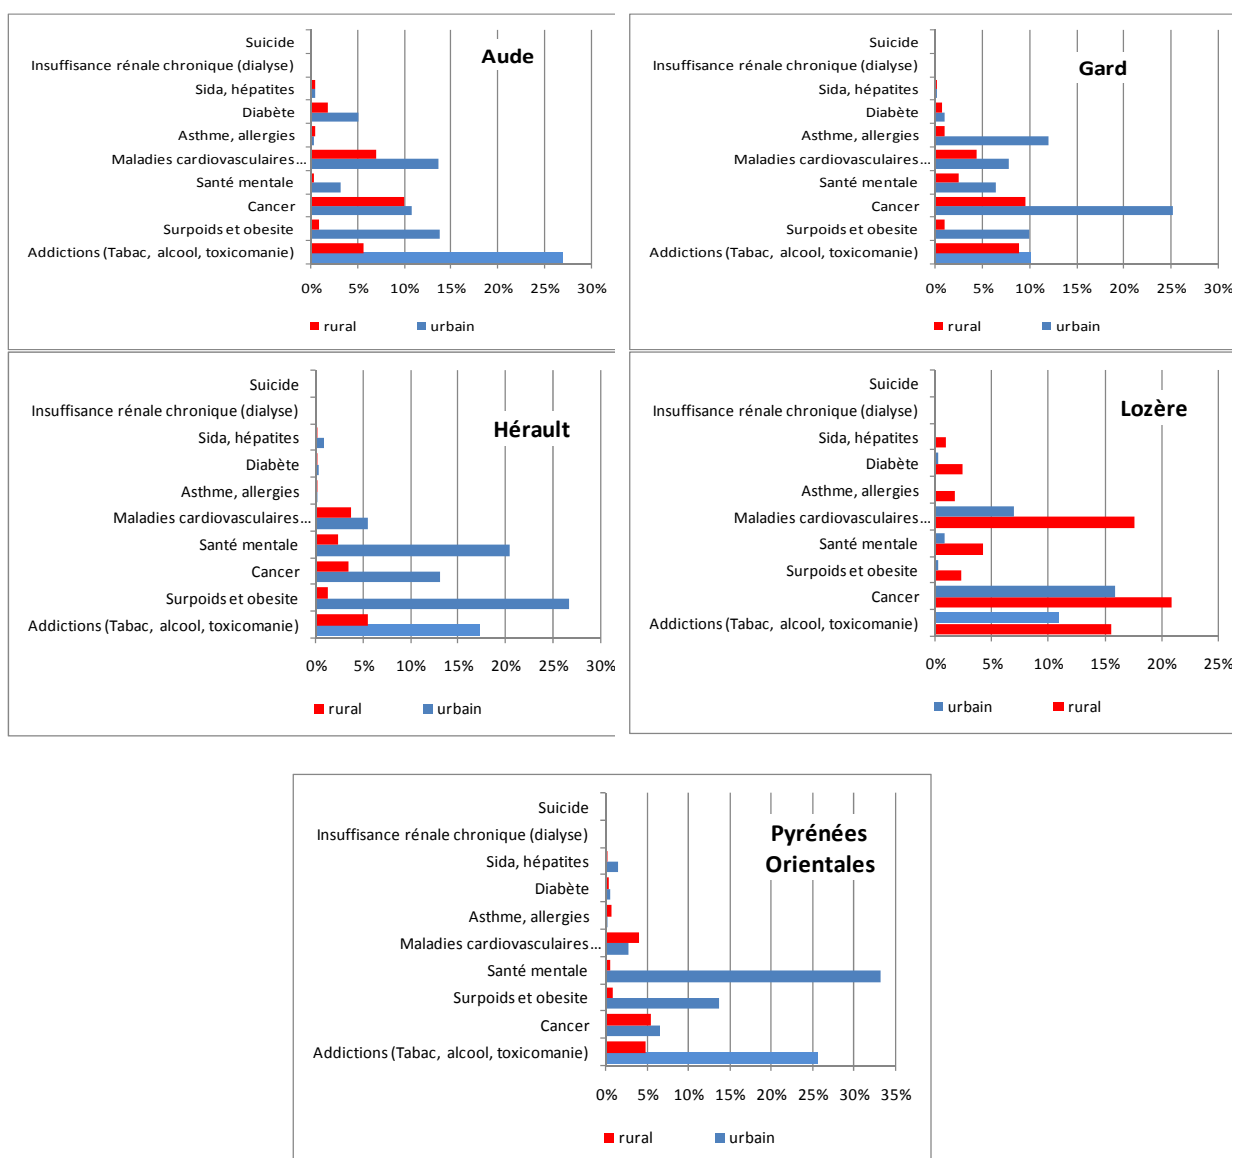 Aude
Suicide
Insuffisance rénale chronique (dialyse)
Sida, hépatites
Diabète
Asthme, allergies
Maladies cardiovasculaires...
Santé mentale
Cancer
Surpoids et obesite
Addictions (Tabac, alcool, toxicomanie)
0% 5% 10% 15% 20% 25% 30%
rural urbain
Gard
Suicide
Insuffisance rénale chronique (dialyse)
Sida, hépatites
Diabète
Asthme, allergies
Maladies cardiovasculaires...
Santé mentale
Cancer
Surpoids et obesite
Addictions (Tabac, alcool, toxicomanie)
0% 5% 10% 15% 20% 25% 30%
rural urbain
Hérault
Suicide
Insuffisance rénale chronique (dialyse)
Sida, hépatites
Diabète
Asthme, allergies
Maladies cardiovasculaires...
Santé mentale
Cancer
Surpoids et obesite
Addictions (Tabac, alcool, toxicomanie)
0% 5% 10% 15% 20% 25% 30%
rural urbain
Lozère
Suicide
Insuffisance rénale chronique (dialyse)
Sida, hépatites
Diabète
Asthme, allergies
Maladies cardiovasculaires...
Santé mentale
Surpoids et obesite
Cancer
Addictions (Tabac, alcool, toxicomanie)
0% 5% 10% 15% 20% 25%
urbain rural
Pyrénées
Orientales
Suicide
Insuffisance rénale chronique (dialyse)
Sida, hépatites
Diabète
Asthme, allergies
Maladies cardiovasculaires...
Santé mentale
Surpoids et obesite
Cancer
Addictions (Tabac, alcool, toxicomanie)
0% 5% 10% 15% 20% 25% 30% 35%
rural urbain